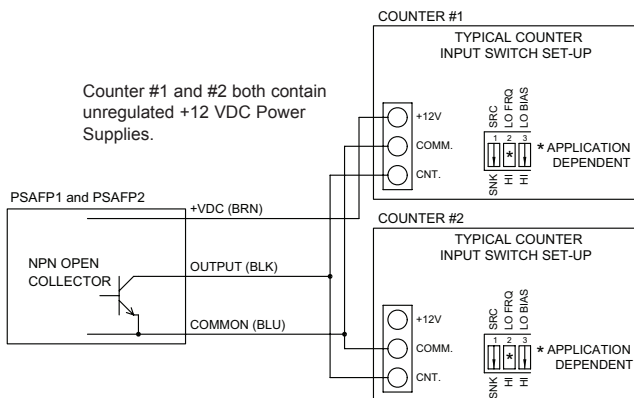 COUNTER #1
TYPICAL COUNTER
INPUT SWITCH SET-UP
Counter #1 and #2 both contain
unregulated +12 VDC Power
Supplies.
+12V
COMM.
CNT.
SRC
LO FRQ
LO BIAS
1 2 3
*
SNK
HI
HI
* APPLICATION
DEPENDENT
PSAFP1 and PSAFP2
+VDC (BRN)
NPN OPEN
COLLECTOR
OUTPUT (BLK)
COMMON (BLU)
COUNTER #2
TYPICAL COUNTER
INPUT SWITCH SET-UP
+12V
COMM.
CNT.
SRC
LO FRQ
LO BIAS
1 2 3
*
SNK
HI
HI
* APPLICATION
DEPENDENT